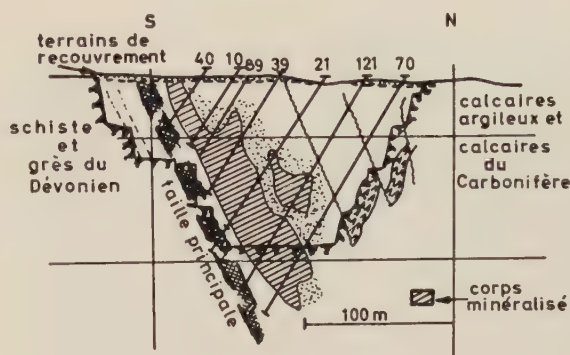 S
N
terrains de
recouvrement
40 10 89 39 21 121 70
schiste
et
grès du
Dévonien
calcaires
argileux et
calcaires
du
Carbonifère
faille principale
corps
minéralisé
100 m